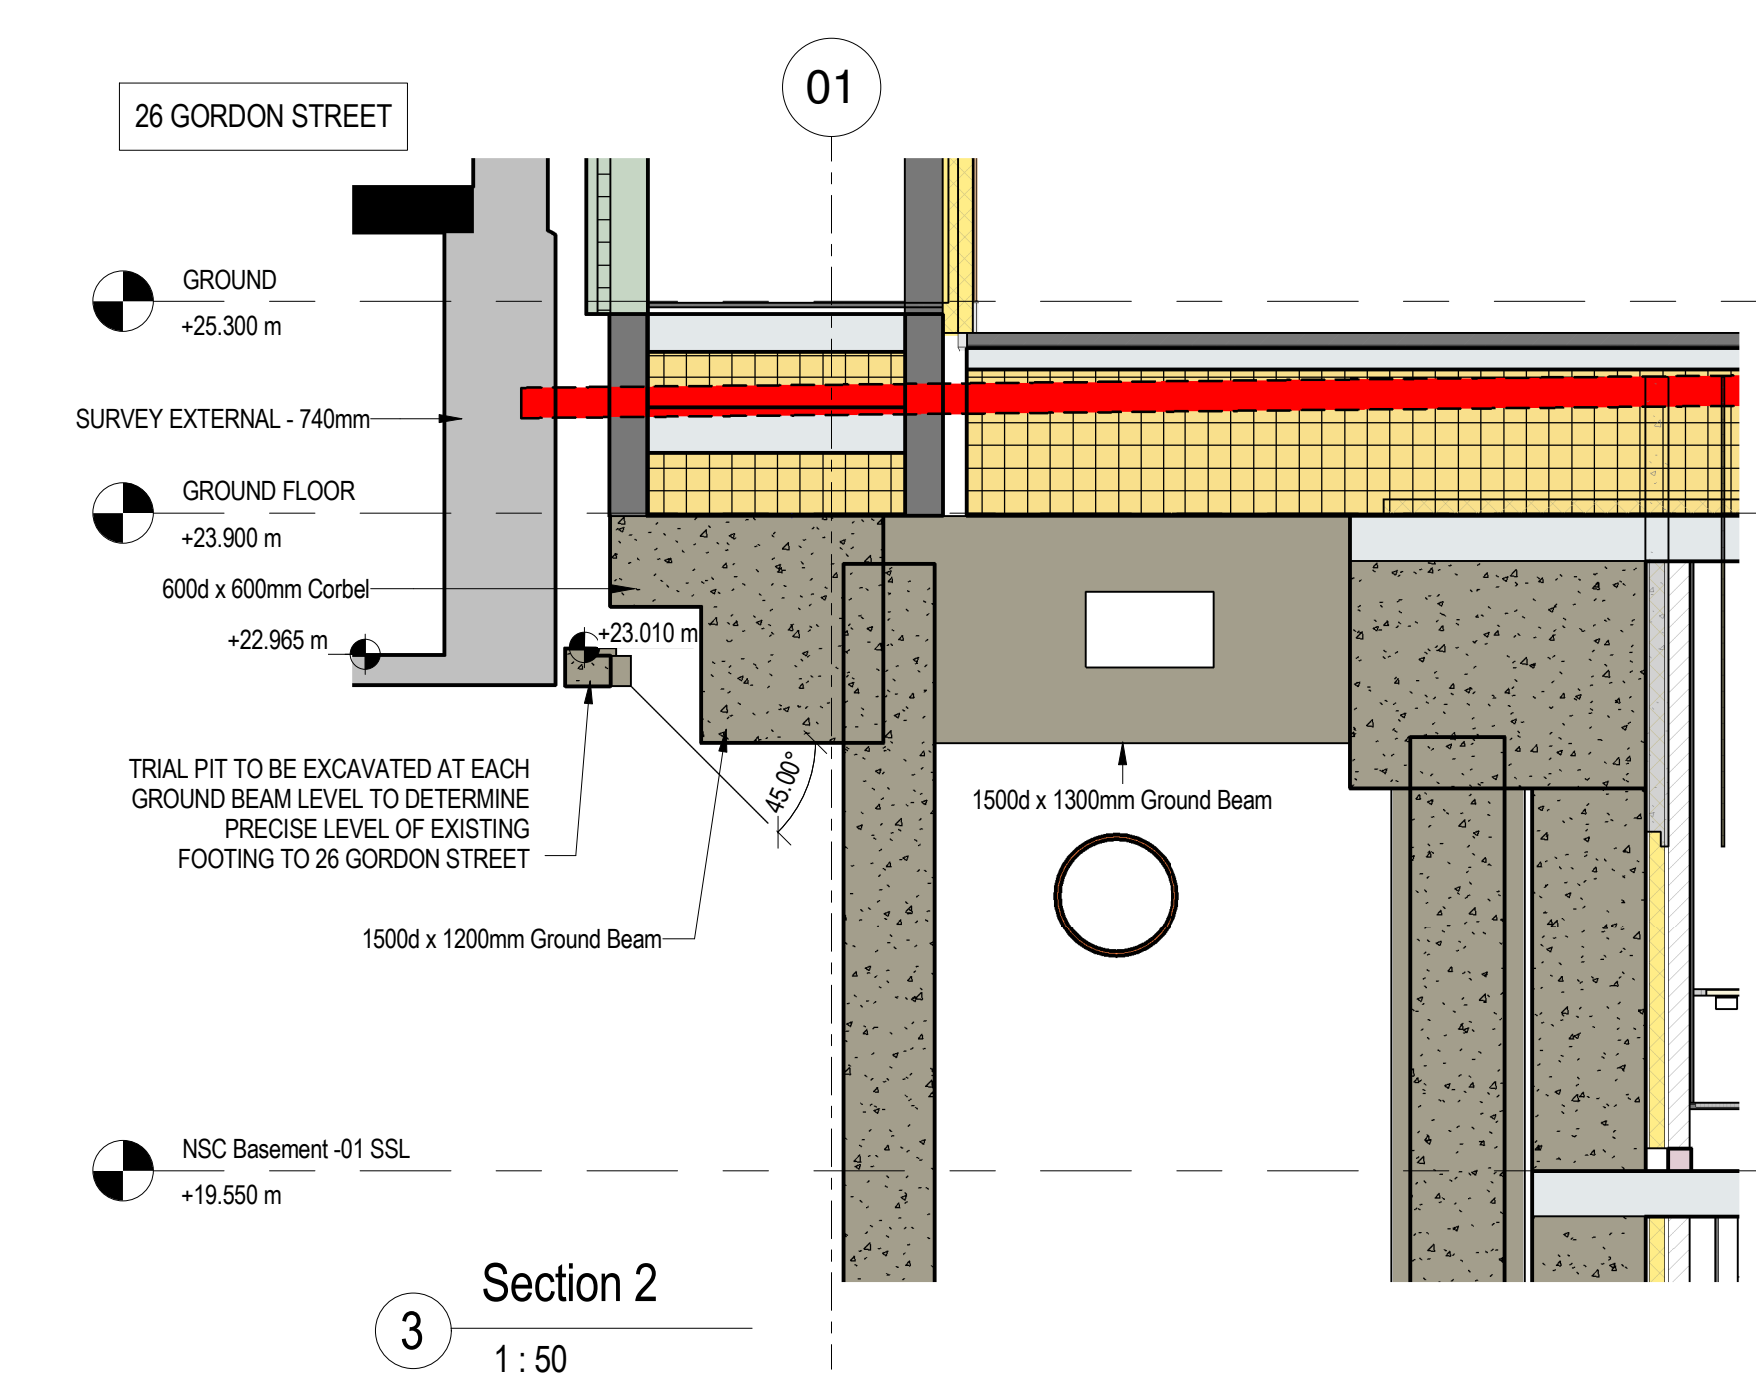 01
26 GORDON STREET
GROUND
+25.300 m
SURVEY EXTERNAL - 740mm
GROUND FLOOR
+23.900 m
600d x 600mm Corbel
+22.965 m
+23.010 m
TRIAL PIT TO BE EXCAVATED AT EACH
GROUND BEAM LEVEL TO DETERMINE
PRECISE LEVEL OF EXISTING
FOOTING TO 26 GORDON STREET
45.00°
1500d x 1300mm Ground Beam
1500d x 1200mm Ground Beam
NSC Basement -01 SSL
+19.550 m
Section 2
3
1 : 50